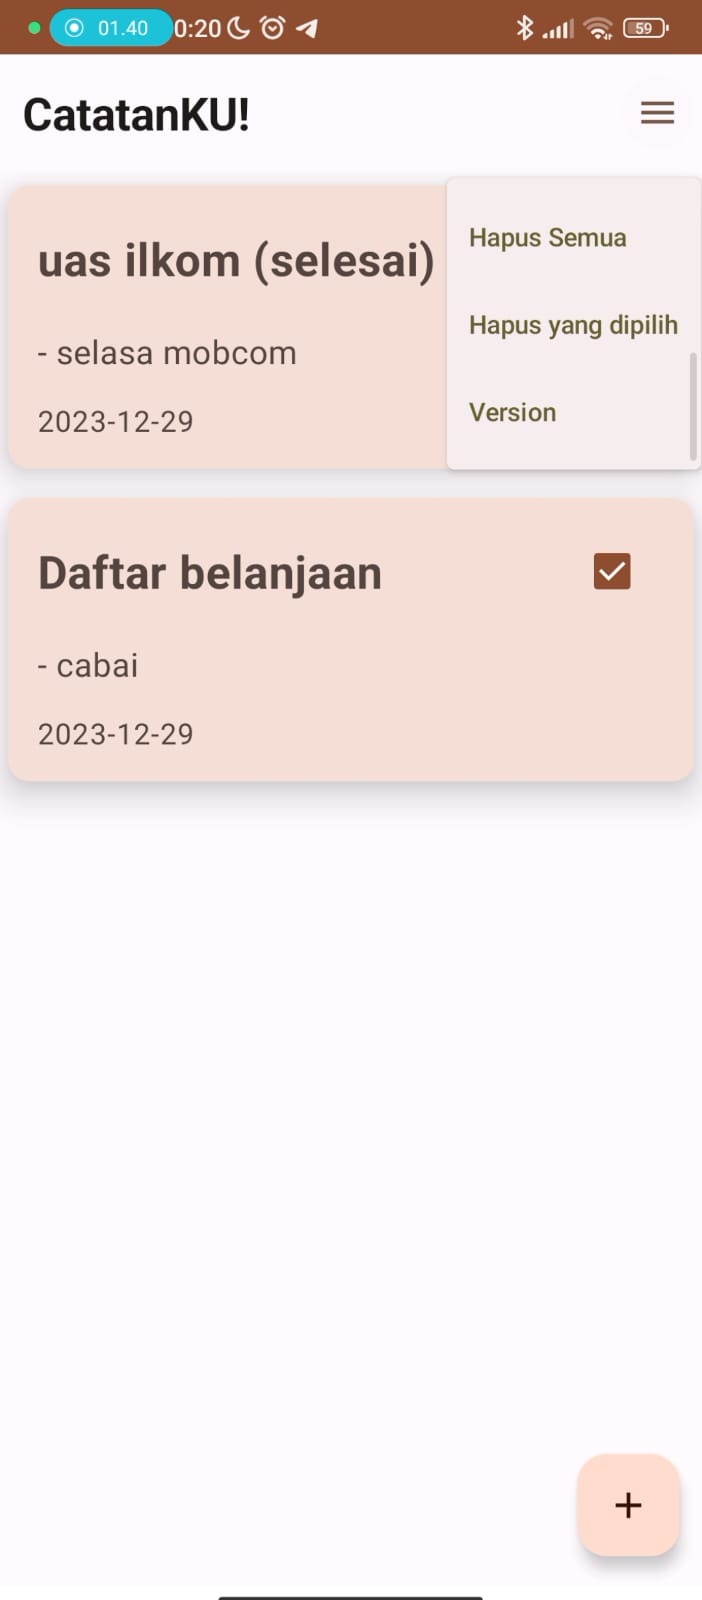 01.40 0:20 59
CatatanKU!
uas ilkom (selesai)
- selasa mobcom
2023-12-29
Hapus Semua
Hapus yang dipilih
Version
Daftar belanjaan
- cabai
2023-12-29
+